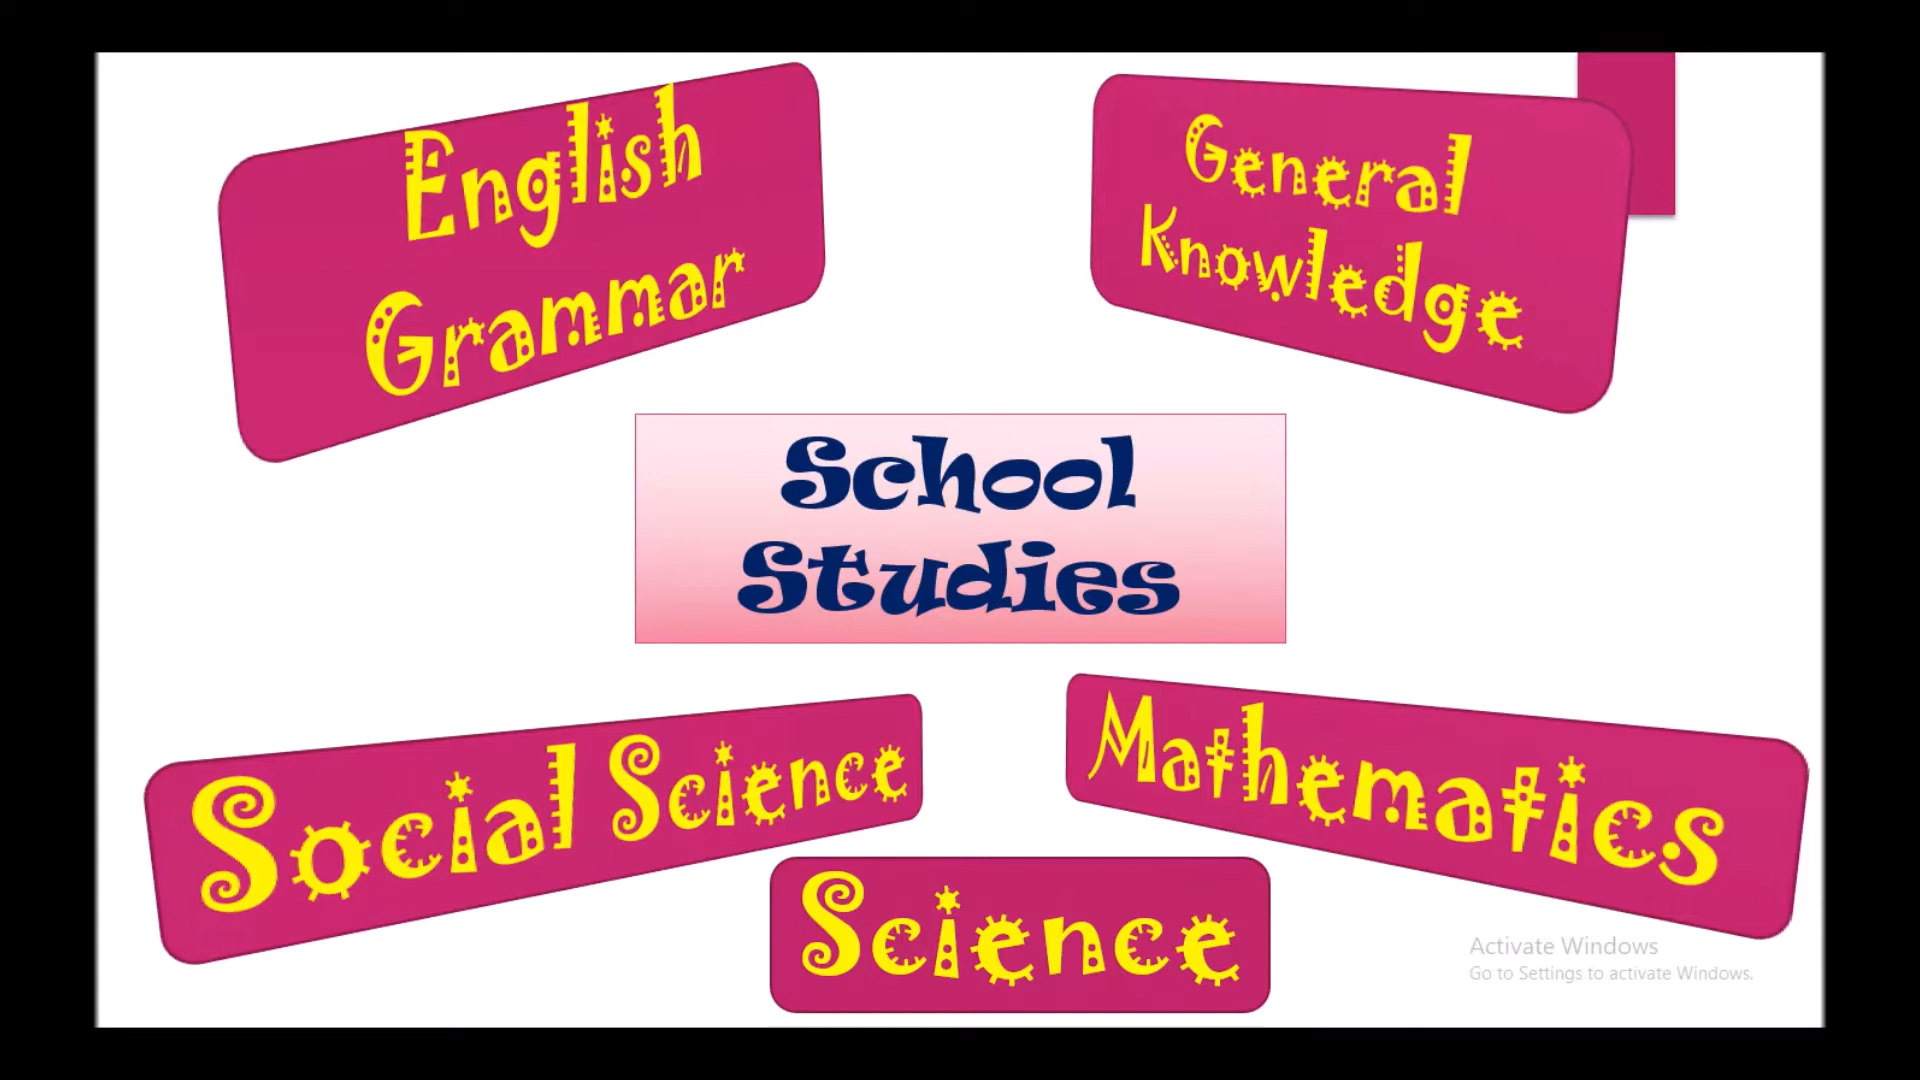 English
Grammar
General
Knowledge
School
Studies
Social Science
Mathematics
Science
Activate Windows
Go to Settings to activate Windows.